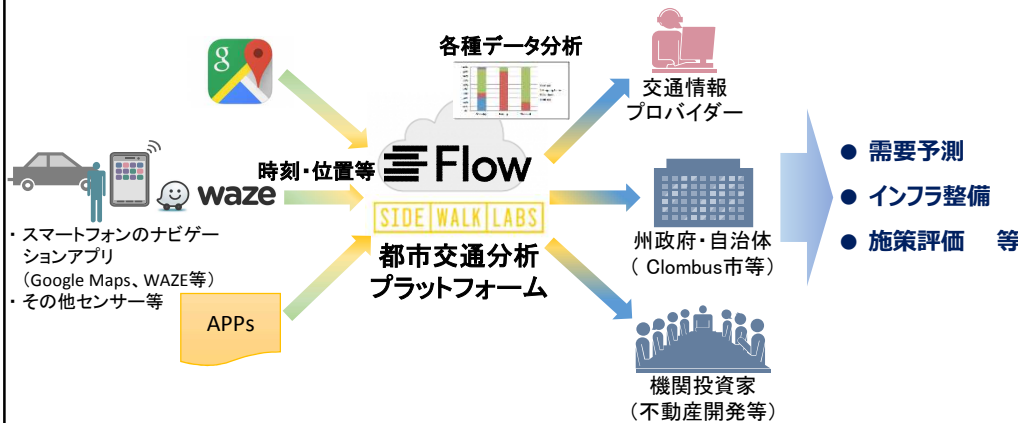 各種データ分析
交通情報
プロバイダー
g
時刻・位置等
Flow
waze
SIDE WALK LABS
都市交通分析
プラットフォーム
・スマートフォンのナビゲー
ションアプリ
（Google Maps、WAZE等）
・その他センサー等
APPs
州政府・自治体
（ Clombus市等）
機関投資家
（不動産開発等）
● 需要予測
● インフラ整備
● 施策評価 等